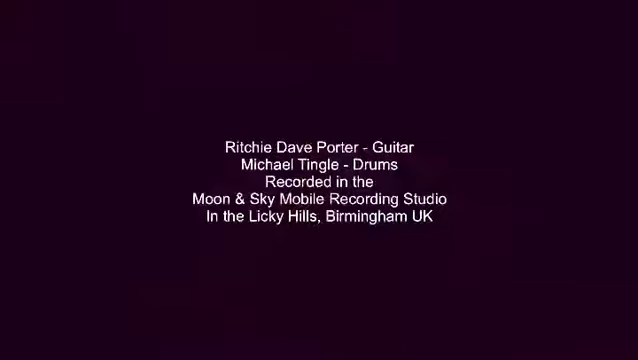 Ritchie Dave Porter - Guitar
Michael Tingle - Drums
Recorded in the
Moon & Sky Mobile Recording Studio
In the Licky Hills, Birmingham UK